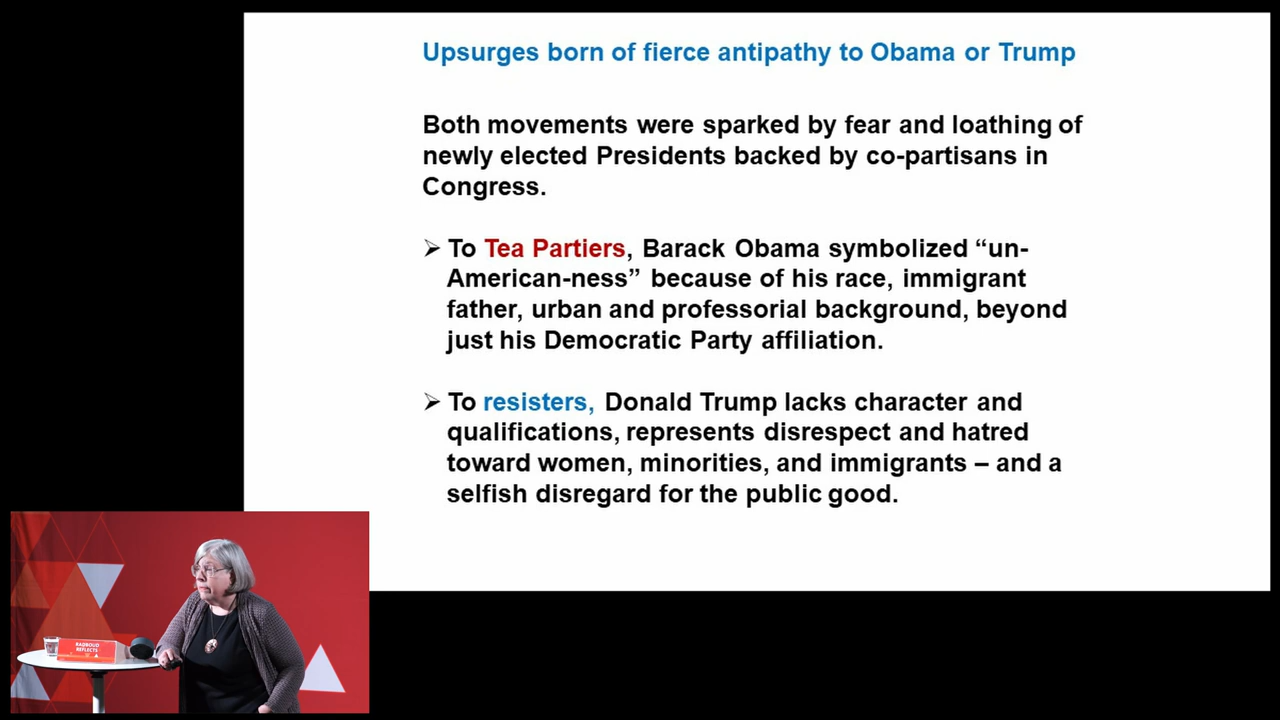 Upsurges born of fierce antipathy to Obama or Trump
Both movements were sparked by fear and loathing of
newly elected Presidents backed by co-partisans in
Congress.
➢ To Tea Partiers, Barack Obama symbolized “un-
American-ness” because of his race, immigrant
father, urban and professorial background, beyond
just his Democratic Party affiliation.
➢ To resisters, Donald Trump lacks character and
qualifications, represents disrespect and hatred
toward women, minorities, and immigrants – and a
selfish disregard for the public good.
RADBOUD
REFLECTS